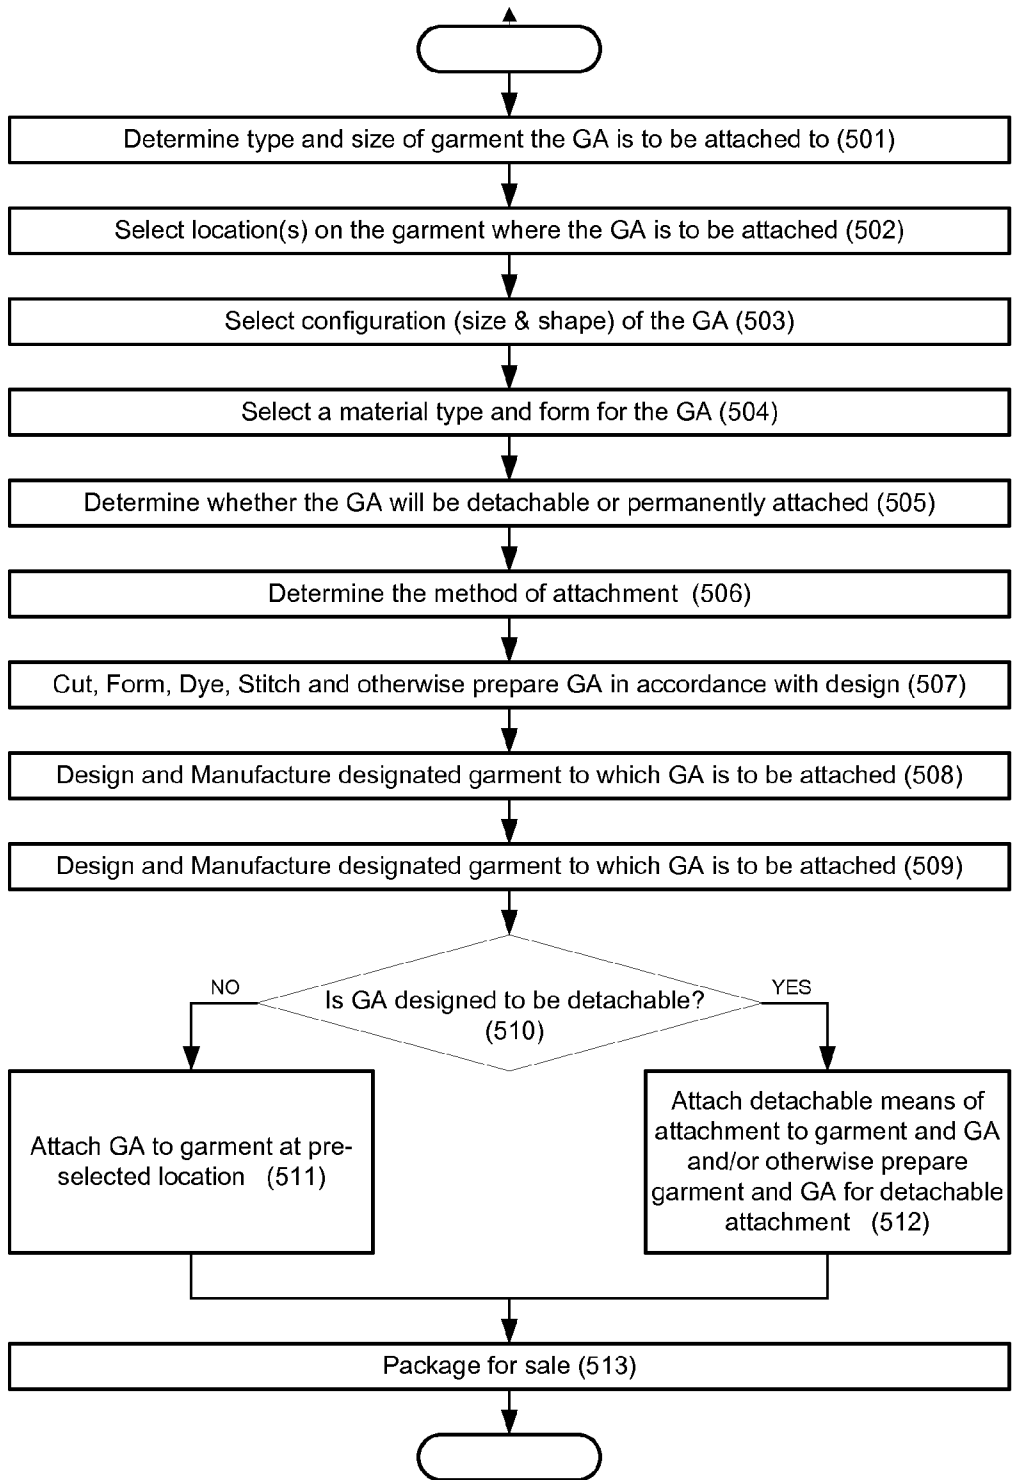 Determine type and size of garment the GA is to be attached to (501)
Select location(s) on the garment where the GA is to be attached (502)
Select configuration (size & shape) of the GA (503)
Select a material type and form for the GA (504)
Determine whether the GA will be detachable or permanently attached (505)
Determine the method of attachment (506)
Cut, Form, Dye, Stitch and otherwise prepare GA in accordance with design (507)
Design and Manufacture designated garment to which GA is to be attached (508)
Design and Manufacture designated garment to which GA is to be attached (509)
NO
Is GA designed to be detachable?
(510)
YES
Attach GA to garment at pre-
selected location (511)
Attach detachable means of
attachment to garment and GA
and/or otherwise prepare
garment and GA for detachable
attachment (512)
Package for sale (513)